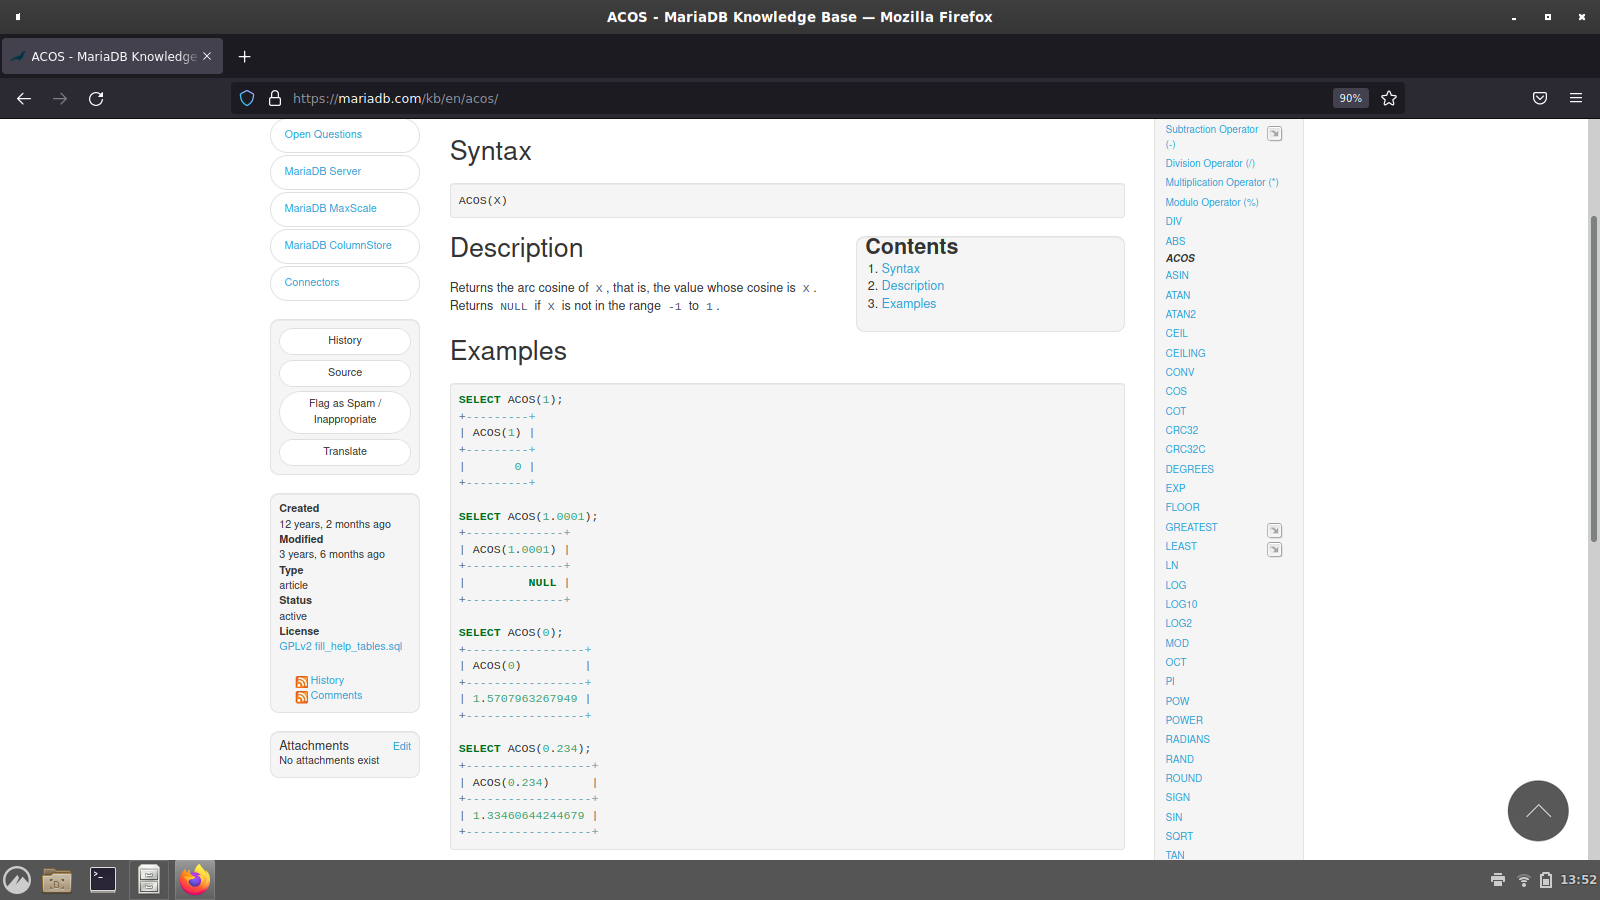 ACOS - MariaDB Knowledge Base — Mozilla Firefox
ACOS - MariaDB Knowledge
https://mariadb.com/kb/en/acos/
90%
Open Questions
MariaDB Server
MariaDB MaxScale
MariaDB ColumnStore
Connectors
History
Source
Flag as Spam /
Inappropriate
Translate
Created
12 years, 2 months ago
Modified
3 years, 6 months ago
Type
article
Status
active
License
GPLv2 fill_help_tables.sql
History
Comments
Attachments Edit
No attachments exist
Syntax
ACOS(X)
Description
Returns the arc cosine of X, that is, the value whose cosine is X.
Returns NULL if X is not in the range -1 to 1.
Contents
1. Syntax
2. Description
3. Examples
Examples
SELECT ACOS(1);
+---------+
| ACOS(1) |
+---------+
|       0 |
+---------+
SELECT ACOS(1.0001);
+--------------+
| ACOS(1.0001) |
+--------------+
|         NULL |
+--------------+
SELECT ACOS(0);
+-----------------+
| ACOS(0)         |
+-----------------+
| 1.5707963267949 |
+-----------------+
SELECT ACOS(0.234);
+------------------+
| ACOS(0.234)      |
+------------------+
| 1.33460644244679 |
+------------------+
Subtraction Operator
(-)
Division Operator (/)
Multiplication Operator (*)
Modulo Operator (%)
DIV
ABS
ACOS
ASIN
ATAN
ATAN2
CEIL
CEILING
CONV
COS
COT
CRC32
CRC32C
DEGREES
EXP
FLOOR
GREATEST
LEAST
LN
LOG
LOG10
LOG2
MOD
OCT
PI
POW
POWER
RADIANS
RAND
ROUND
SIGN
SIN
SQRT
TAN
13:52